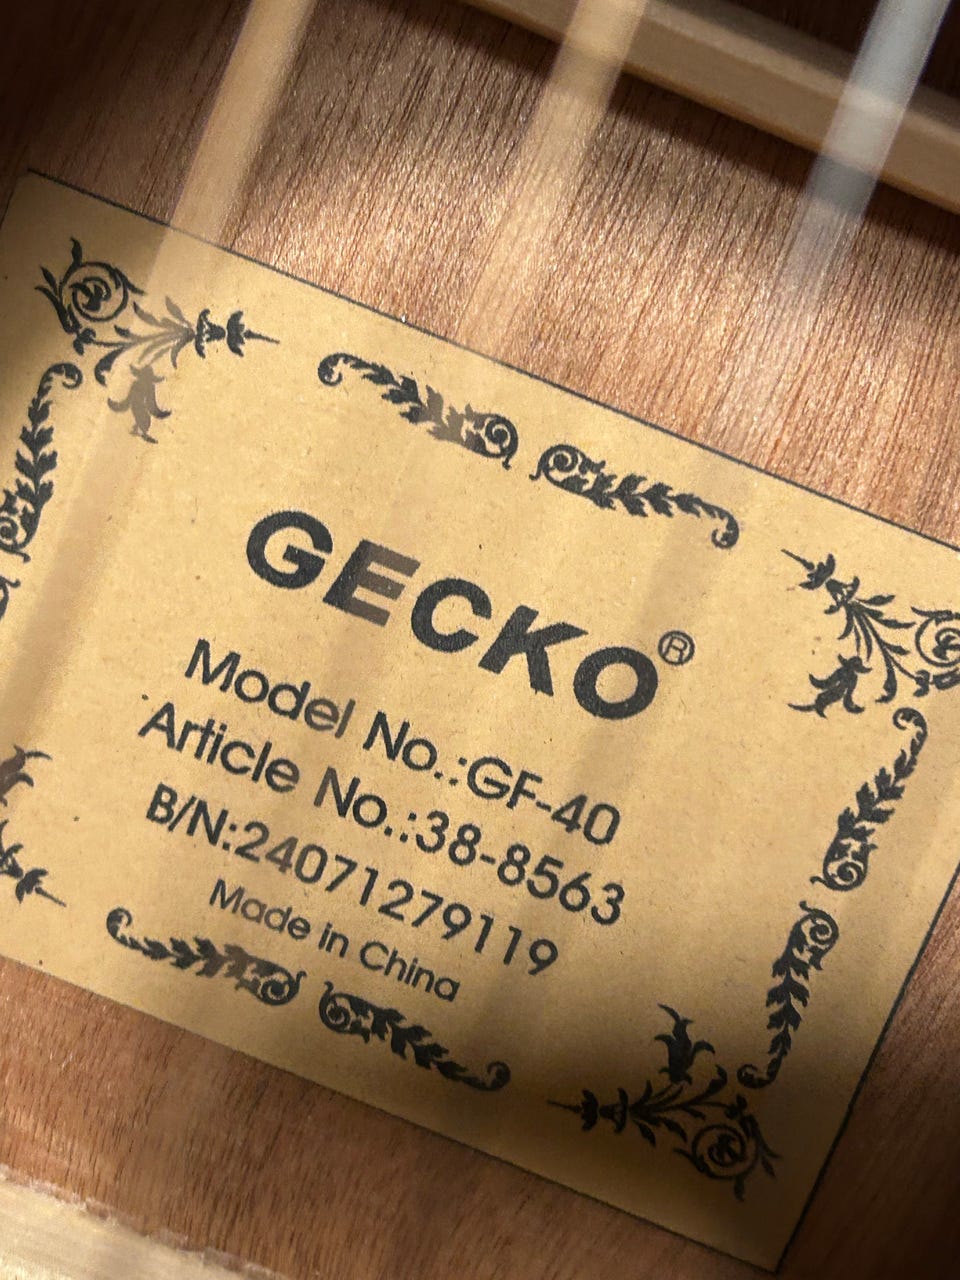 GECKO®
Model No.:GF-40
Article No.:38-8563
B/N:24071279119
Made in China